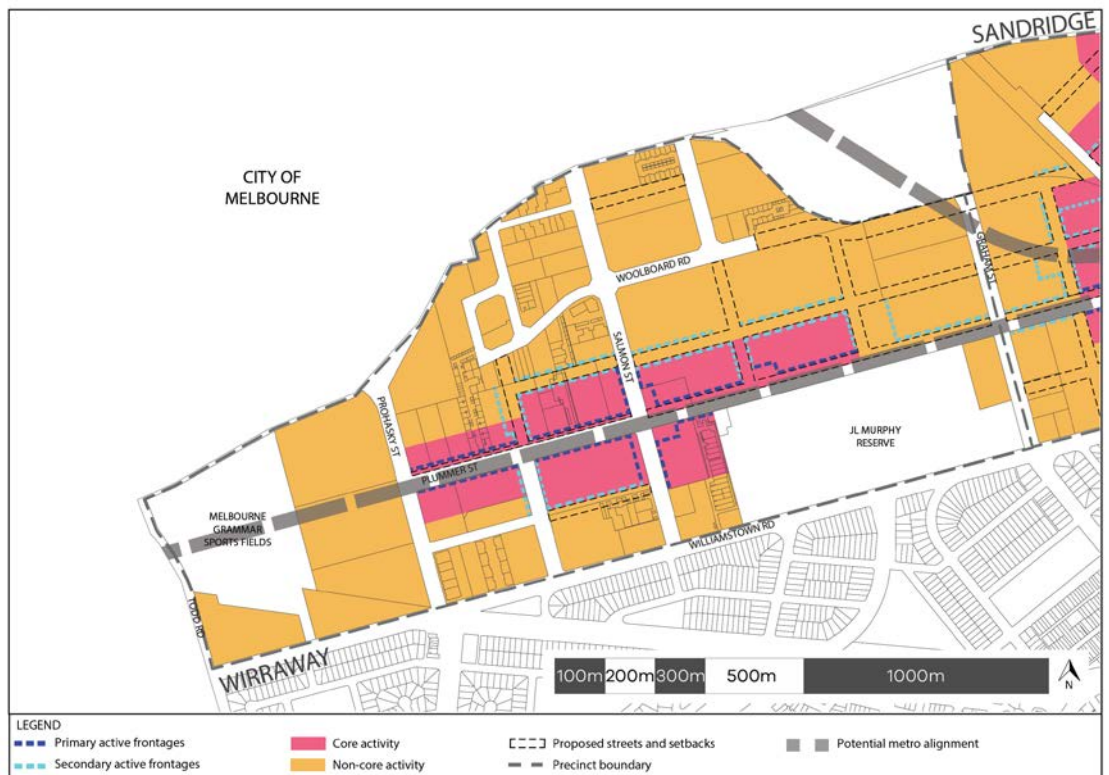 SANDRIDGE
CITY OF
MELBOURNE
WOOLBOARD RD
GRAHAM ST
SALMON ST
PROHASKY ST
PLUMMER ST
JL MURPHY
RESERVE
MELBOURNE
GRAMMAR
SPORTS FIELDS
WILLIAMSTOWN RD
TODD RD
WIRRAWAY
100m 200m 300m 500m 1000m
N
LEGEND
Primary active frontages
Core activity
Proposed streets and setbacks
Potential metro alignment
Secondary active frontages
Non-core activity
Precinct boundary